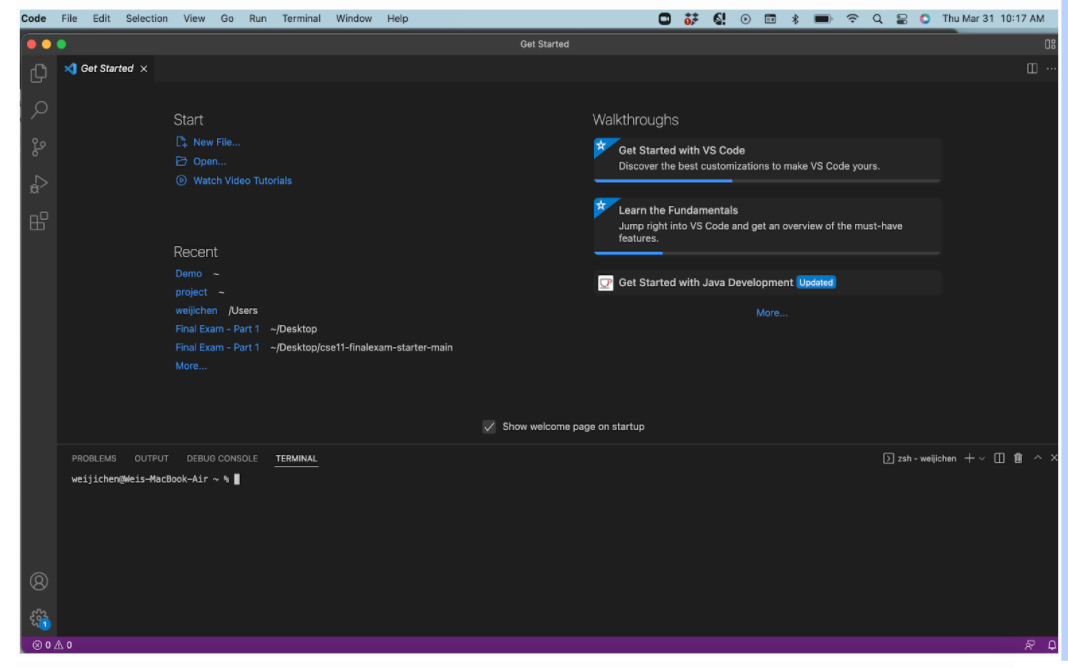 Code File Edit Selection View Go Run Terminal Window Help Thu Mar 31 10:17 AM
Get Started
Get Started
Start
New File...
Open...
Watch Video Tutorials
Recent
Demo ~
project ~
weijichen /Users
Final Exam - Part 1 ~/Desktop
Final Exam - Part 1 ~/Desktop/cse11-finalexam-starter-main
More...
Walkthroughs
Get Started with VS Code
Discover the best customizations to make VS Code yours.
Learn the Fundamentals
Jump right into VS Code and get an overview of the must-have
features.
Get Started with Java Development Updated
More...
Show welcome page on startup
PROBLEMS OUTPUT DEBUG CONSOLE TERMINAL zsh - weijichen
weijichen@Weis-MacBook-Air ~ %
1
0 0